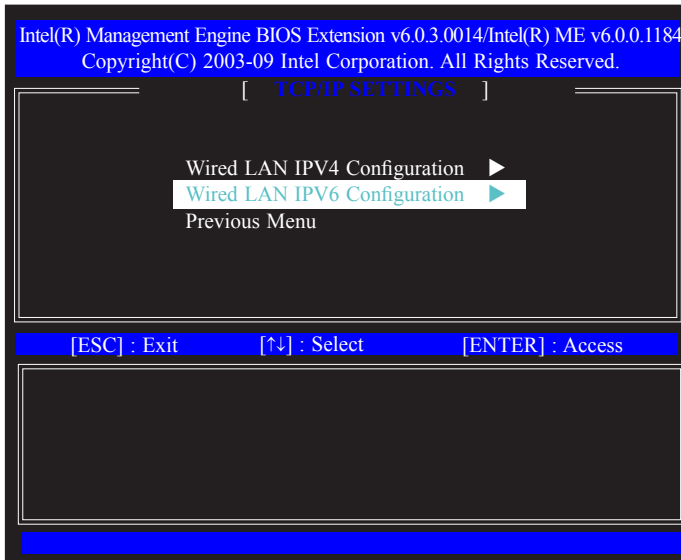 Intel(R) Management Engine BIOS Extension v6.0.3.0014/Intel(R) ME v6.0.0.1184
Copyright(C) 2003-09 Intel Corporation. All Rights Reserved.
[ TCP/IP SETTINGS ]
Wired LAN IPV4 Configuration ▶
Wired LAN IPV6 Configuration ▶
Previous Menu
[ESC] : Exit [↑↓] : Select [ENTER] : Access